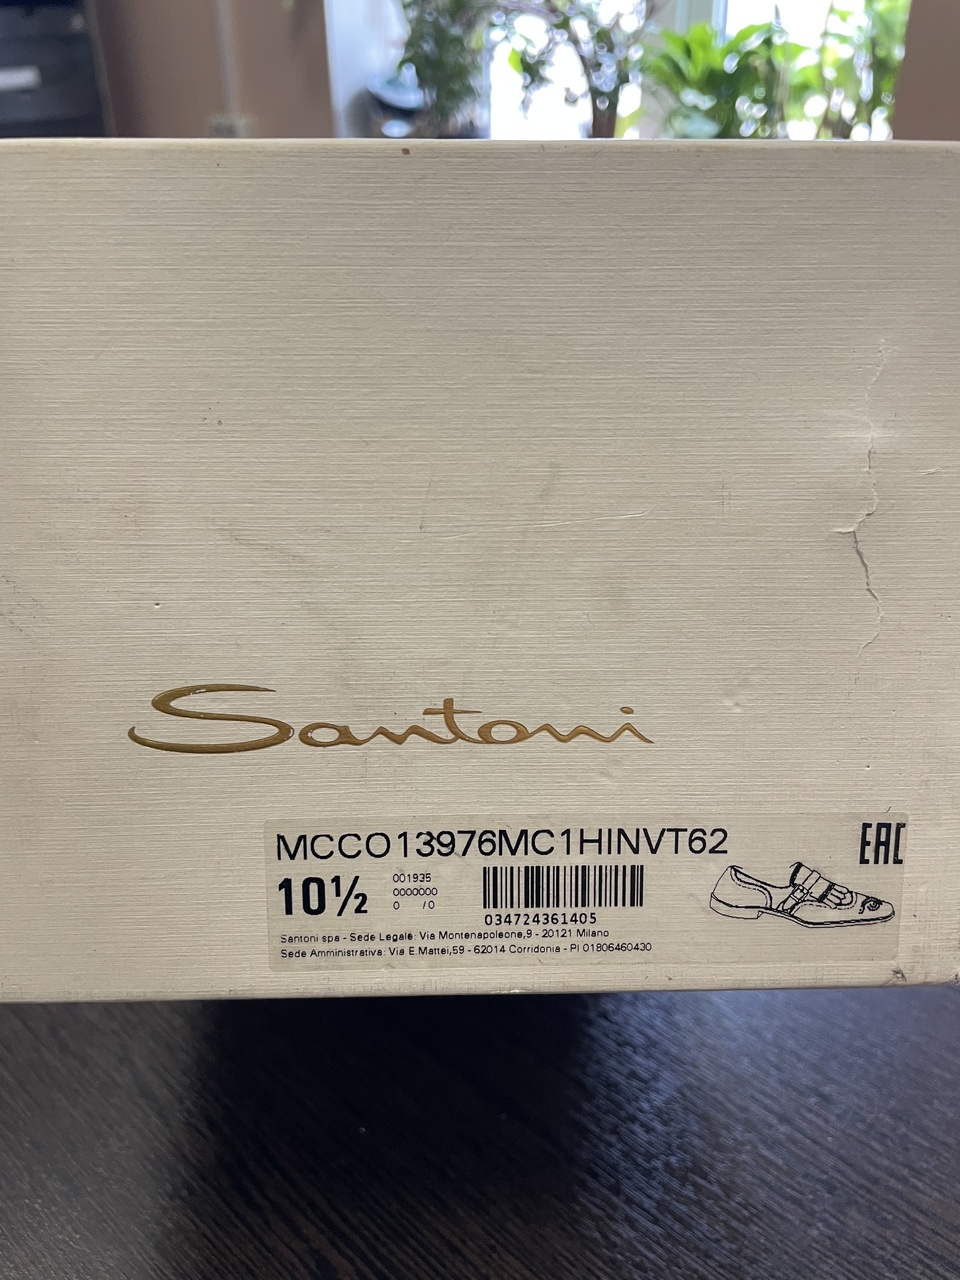 Santoni
MCCO13976MC1HINVT62
EAC
10½
001935
0000000
0 /0
034724361405
Santoni spa - Sede Legale: Via Montenapoleone,9 - 20121 Milano
Sede Amministrativa: Via E.Mattei,59 - 62014 Corridonia - PI 01806460430